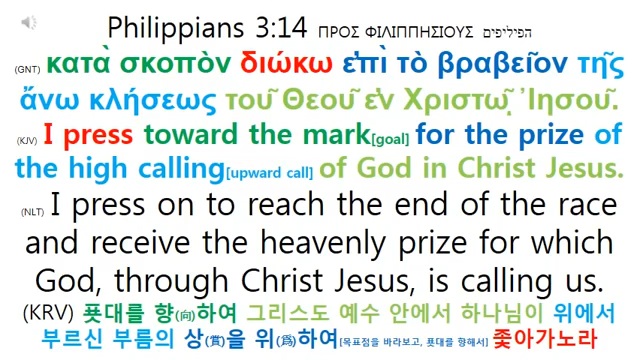 Philippians 3:14 ΠΡΟΣ ΦΙΛΙΠΠΗΣΙΟΥΣ הפיליפים
(GNT) κατὰ σκοπὸν διώκω ἐπὶ τὸ βραβεῖον τῆς
ἄνω κλήσεως τοῦ Θεοῦ ἐν Χριστῷ Ἰησοῦ.
(KJV) I press toward the mark[goal] for the prize of
the high calling[upward call] of God in Christ Jesus.
(NLT) I press on to reach the end of the race
and receive the heavenly prize for which
God, through Christ Jesus, is calling us.
(KRV)푯대를 향(向)하여 그리스도 예수 안에서 하나님이 위에서
부르신 부름의 상(賞)을 위(爲)하여[목표점을 바라보고, 푯대를 향해서] 좇아가노라